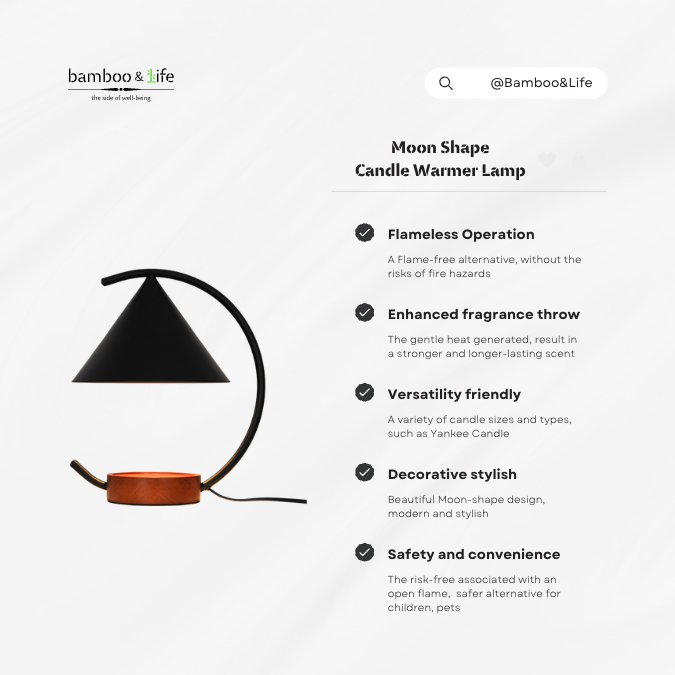 bamboo & life
the side of well-being
@Bamboo&Life
Moon Shape
Candle Warmer Lamp
Flameless Operation
A Flame-free alternative, without the
risks of fire hazards
Enhanced fragrance throw
The gentle heat generated, result in
a stronger and longer-lasting scent
Versatility friendly
A variety of candle sizes and types,
such as Yankee Candle
Decorative stylish
Beautiful Moon-shape design,
modern and stylish
Safety and convenience
The risk-free associated with an
open flame, safer alternative for
children, pets